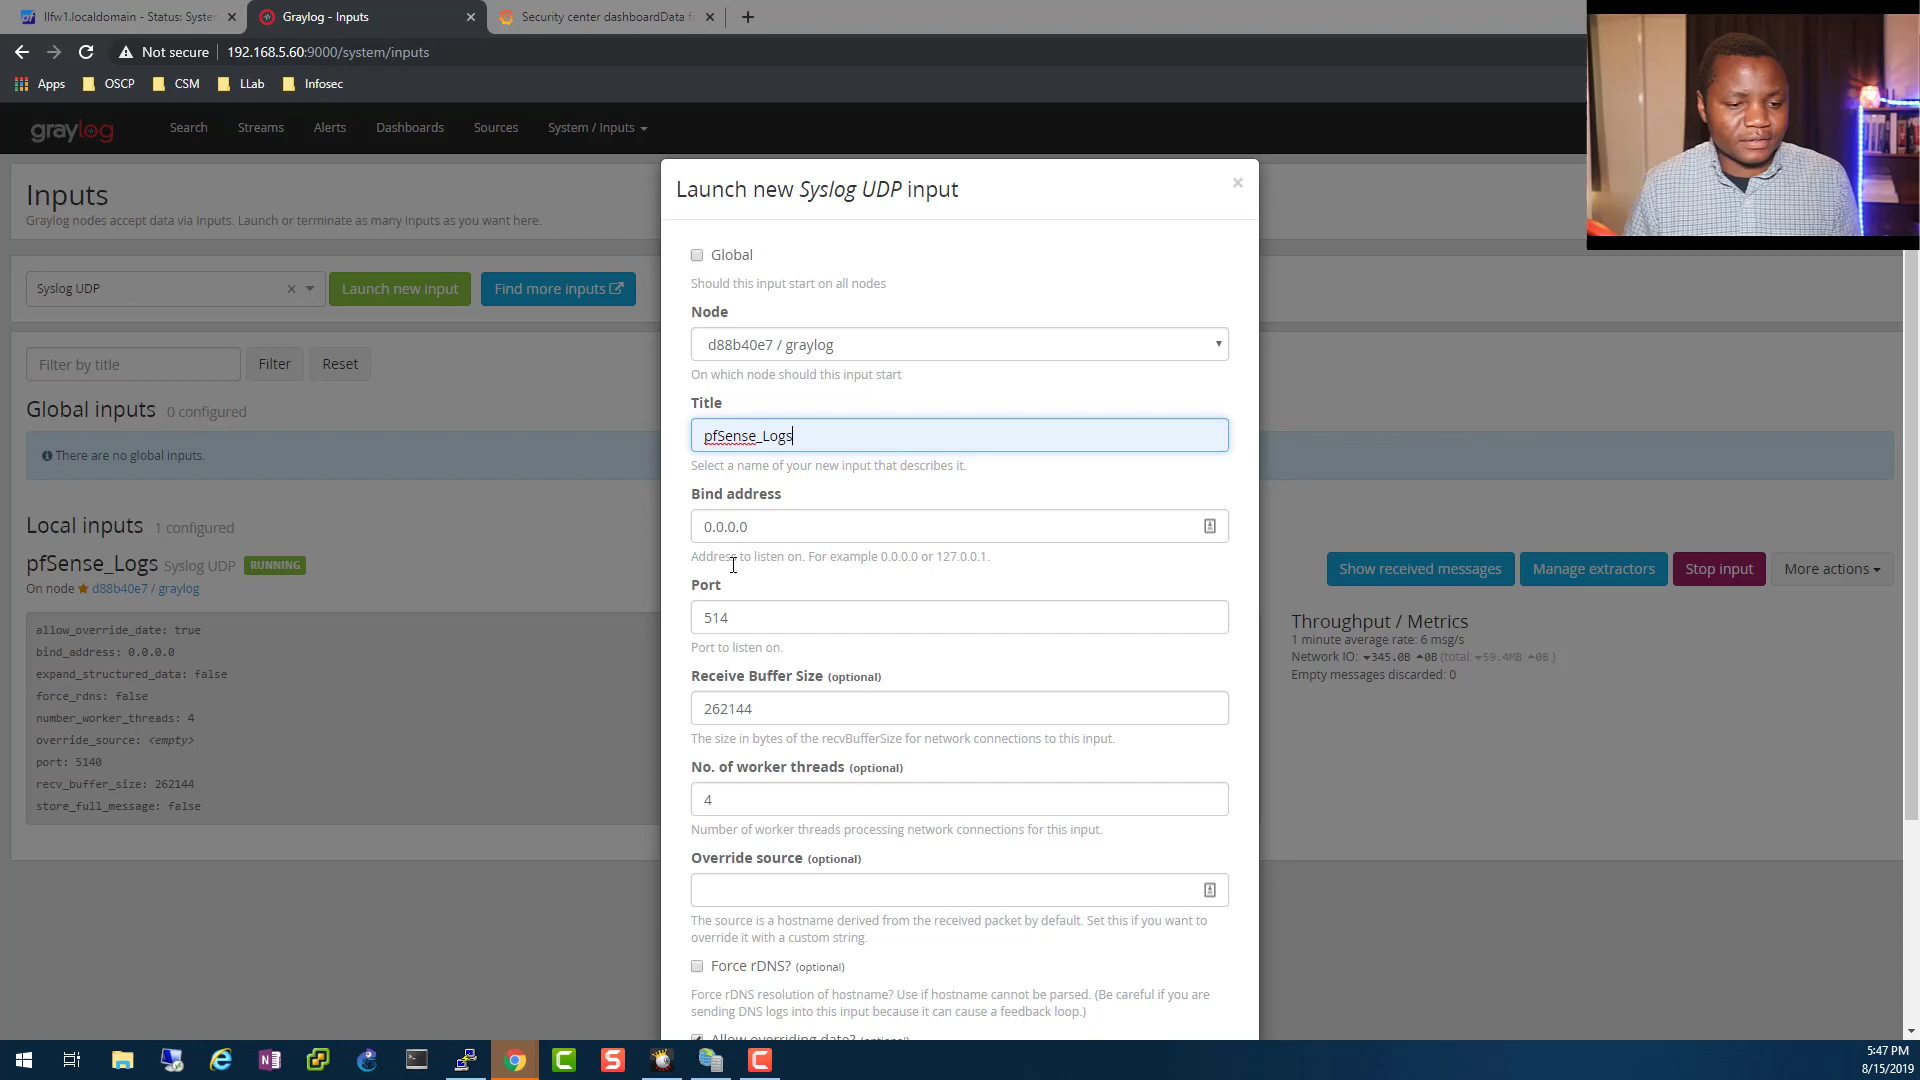 llfw1.localdomain - Status: Syste
Graylog - Inputs
Security center dashboardData f
Not secure
192.168.5.60:9000/system/inputs
Apps
OSCP
CSM
LLab
Infosec
graylog
Search
Streams
Alerts
Dashboards
Sources
System / Inputs
Inputs
Graylog nodes accept data via inputs. Launch or terminate as many inputs as you want here.
Syslog UDP
Launch new input
Find more inputs
Filter by title
Filter
Reset
Global inputs 0 configured
There are no global inputs.
Local inputs 1 configured
pfSense_Logs Syslog UDP RUNNING
On node d88b40e7 / graylog
allow_override_date: true
bind_address: 0.0.0.0
expand_structured_data: false
force_rdns: false
number_worker_threads: 4
override_source: <empty>
port: 5140
recv_buffer_size: 262144
store_full_message: false
Launch new Syslog UDP input
×
Global
Should this input start on all nodes
Node
d88b40e7 / graylog
On which node should this input start
Title
pfSense_Logs
Select a name of your new input that describes it.
Bind address
0.0.0.0
Address to listen on. For example 0.0.0.0 or 127.0.0.1.
Port
514
Port to listen on.
Receive Buffer Size (optional)
262144
The size in bytes of the recvBufferSize for network connections to this input.
No. of worker threads (optional)
4
Number of worker threads processing network connections for this input.
Override source (optional)
The source is a hostname derived from the received packet by default. Set this if you want to
override it with a custom string.
Force rDNS? (optional)
Force rDNS resolution of hostname? Use if hostname cannot be parsed. (Be careful if you are
sending DNS logs into this input because it can cause a feedback loop.)
Allow overriding date? (optional)
Show received messages
Manage extractors
Stop input
More actions
Throughput / Metrics
1 minute average rate: 6 msg/s
Network IO: 345.0B 0B (total: 59.4MB 0B )
Empty messages discarded: 0
5:47 PM
8/15/2019